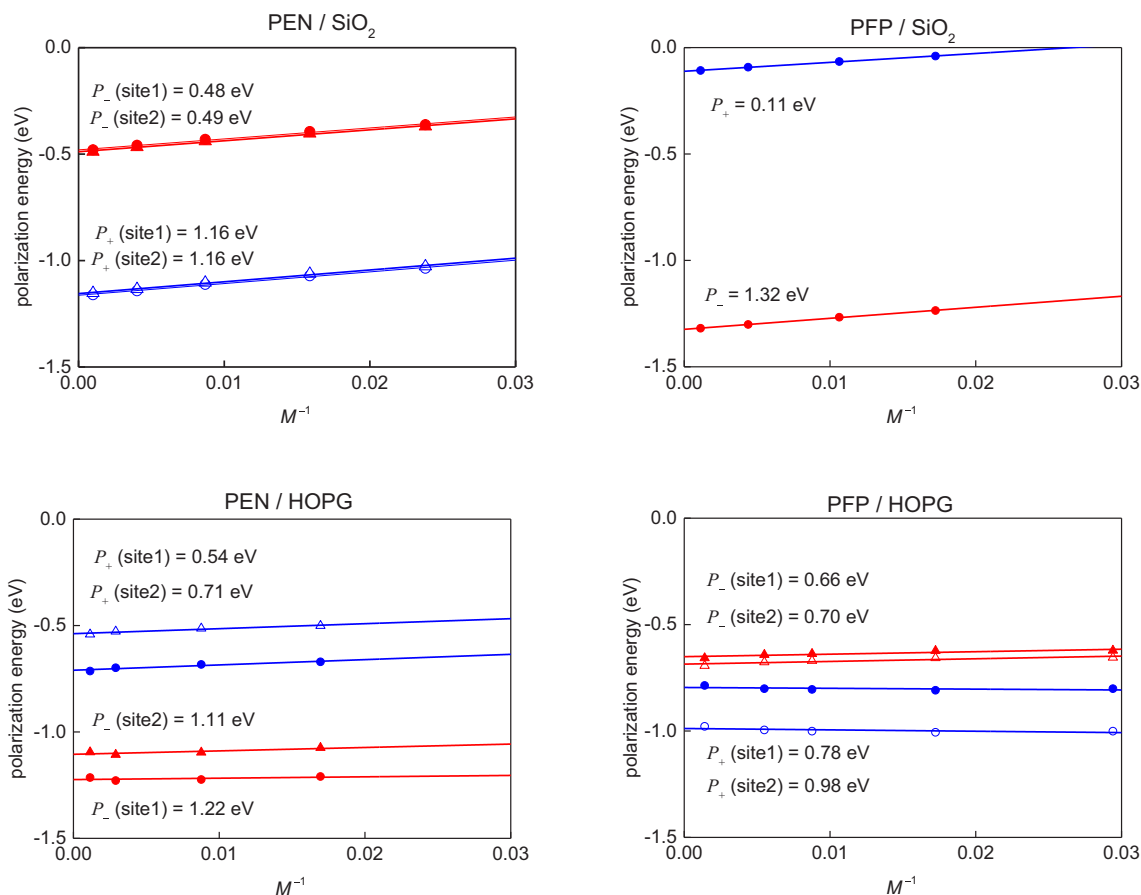 PEN / SiO₂
0.0
-0.5
-1.0
-1.5
polarization energy (eV)
P₋ (site1) = 0.48 eV
P₋ (site2) = 0.49 eV
P₊ (site1) = 1.16 eV
P₊ (site2) = 1.16 eV
0.00 0.01 0.02 0.03
M⁻¹
PFP / SiO₂
0.0
-0.5
-1.0
-1.5
polarization energy (eV)
P₊ = 0.11 eV
P₋ = 1.32 eV
0.00 0.01 0.02 0.03
M⁻¹
PEN / HOPG
0.0
-0.5
-1.0
-1.5
polarization energy (eV)
P₊ (site1) = 0.54 eV
P₊ (site2) = 0.71 eV
P₋ (site2) = 1.11 eV
P₋ (site1) = 1.22 eV
0.00 0.01 0.02 0.03
M⁻¹
PFP / HOPG
0.0
-0.5
-1.0
-1.5
polarization energy (eV)
P₋ (site1) = 0.66 eV
P₋ (site2) = 0.70 eV
P₊ (site1) = 0.78 eV
P₊ (site2) = 0.98 eV
0.00 0.01 0.02 0.03
M⁻¹